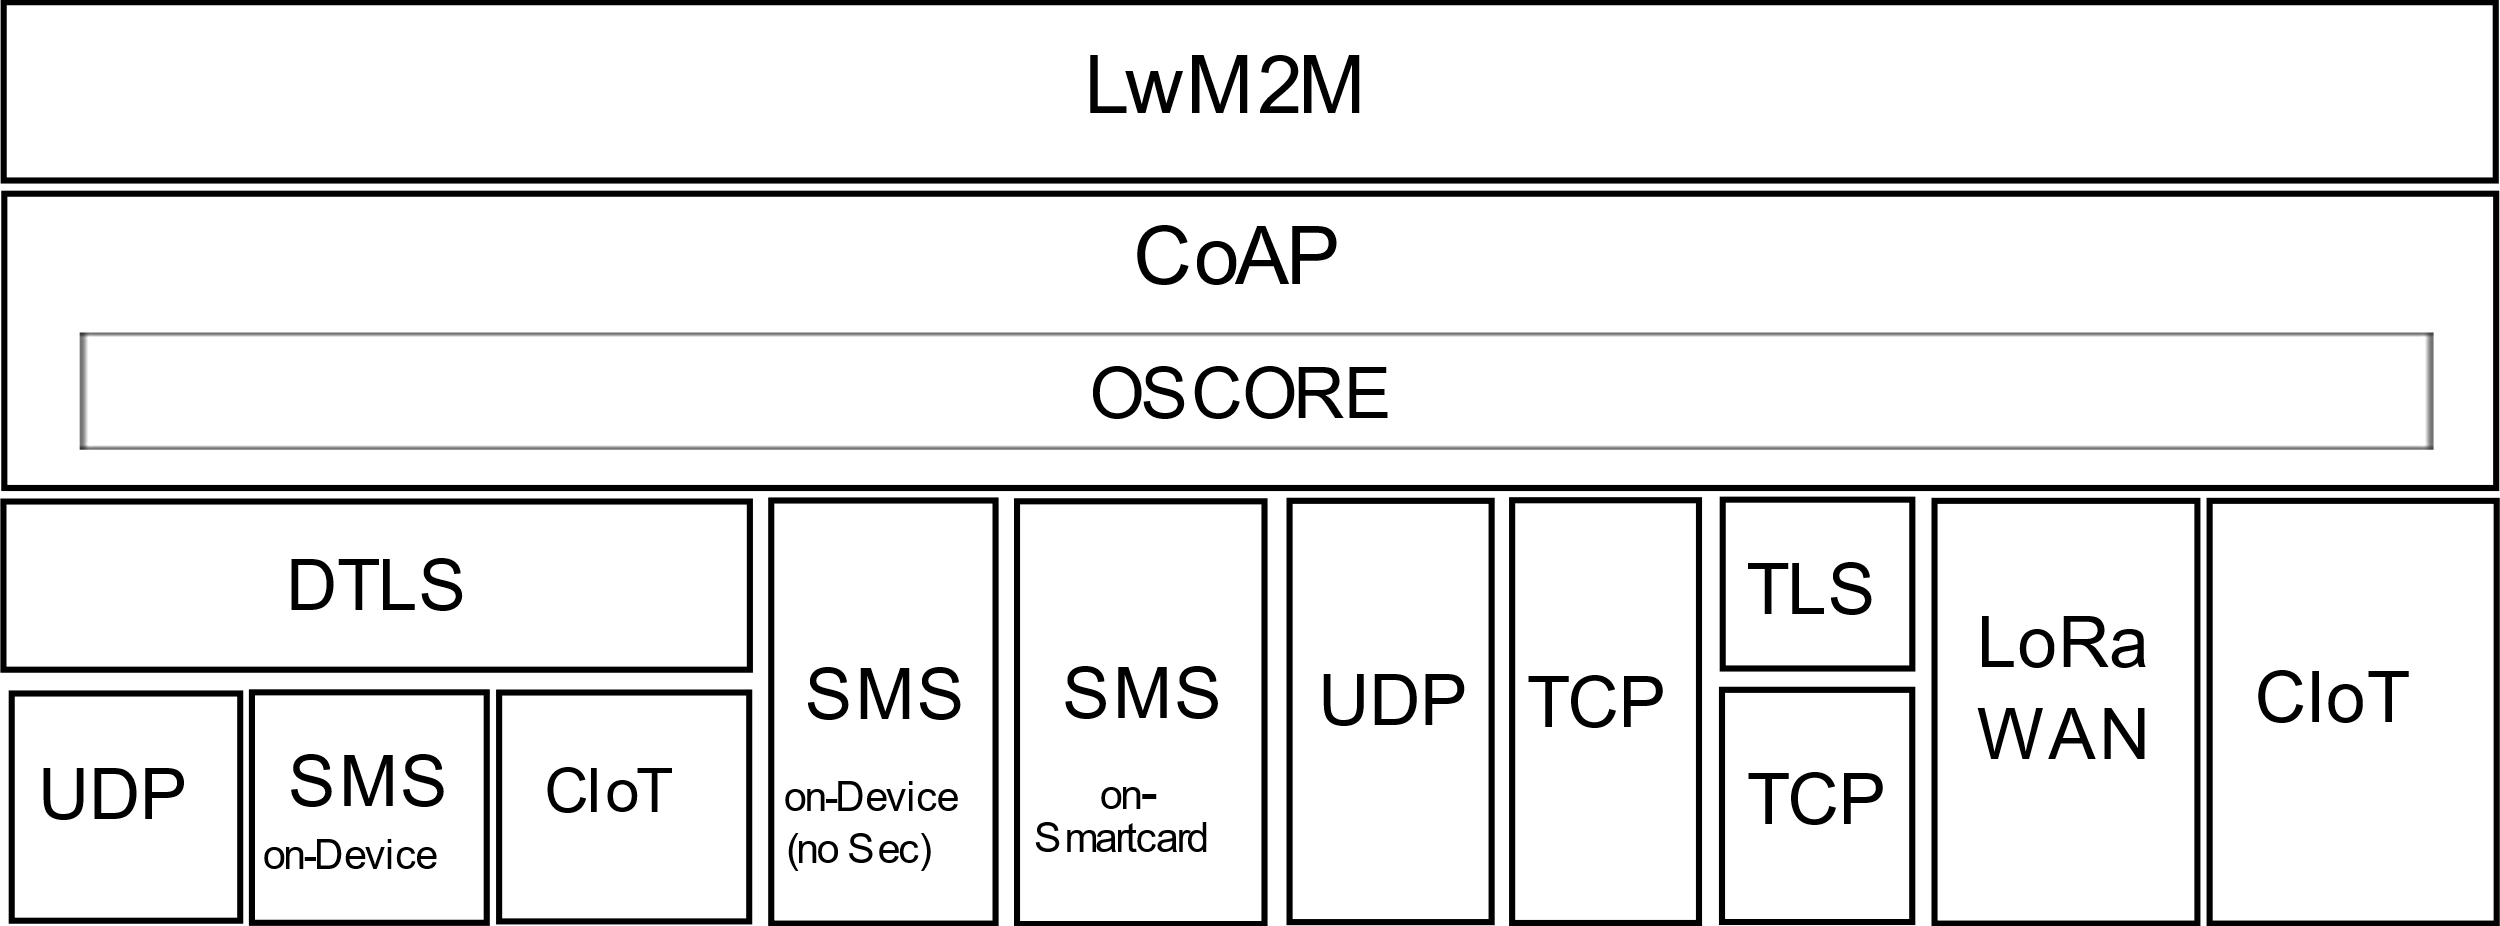 LwM2M
CoAP
OSCORE
DTLS
UDP
SMS
on-Device
CIoT
SMS
on-Device
(no Sec)
SMS
on-
Smartcard
UDP
TCP
TLS
TCP
LoRa
WAN
CIoT